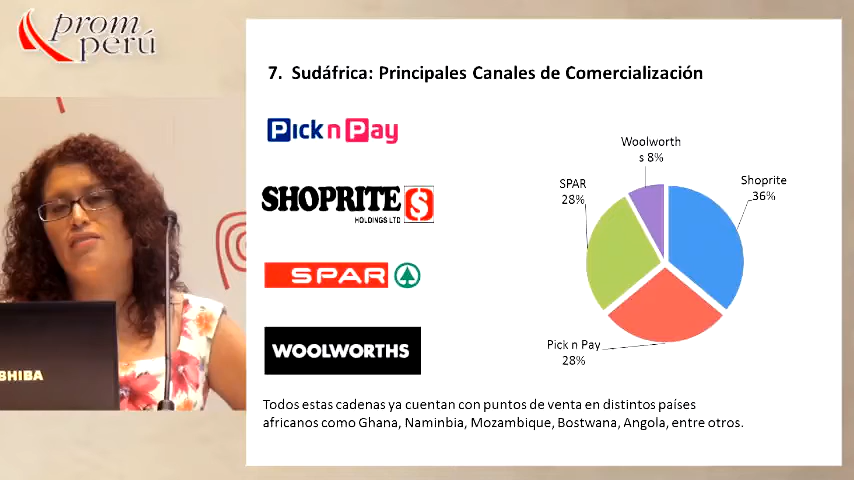 prom
perú
7. Sudáfrica: Principales Canales de Comercialización
Pick n Pay
SHOPRITE
HOLDINGS LTD
SPAR
WOOLWORTHS
Woolworth
s 8%
SPAR
28%
Shoprite
36%
Pick n Pay
28%
Todos estas cadenas ya cuentan con puntos de venta en distintos países
africanos como Ghana, Naminbia, Mozambique, Bostwana, Angola, entre otros.
SHIBA